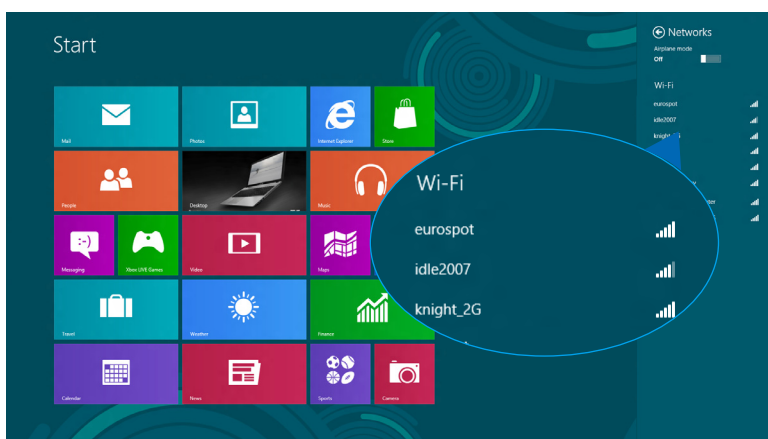 Start
Networks
Airplane mode
Off
Wi-Fi
eurospot
idle2007
Mail
Photos
Internet Explorer
Store
People
Desktop
Music
Messaging
Xbox LIVE Games
Video
Maps
Travel
Weather
Finance
Calendar
News
Sports
Camera
Wi-Fi
eurospot
idle2007
knight_2G